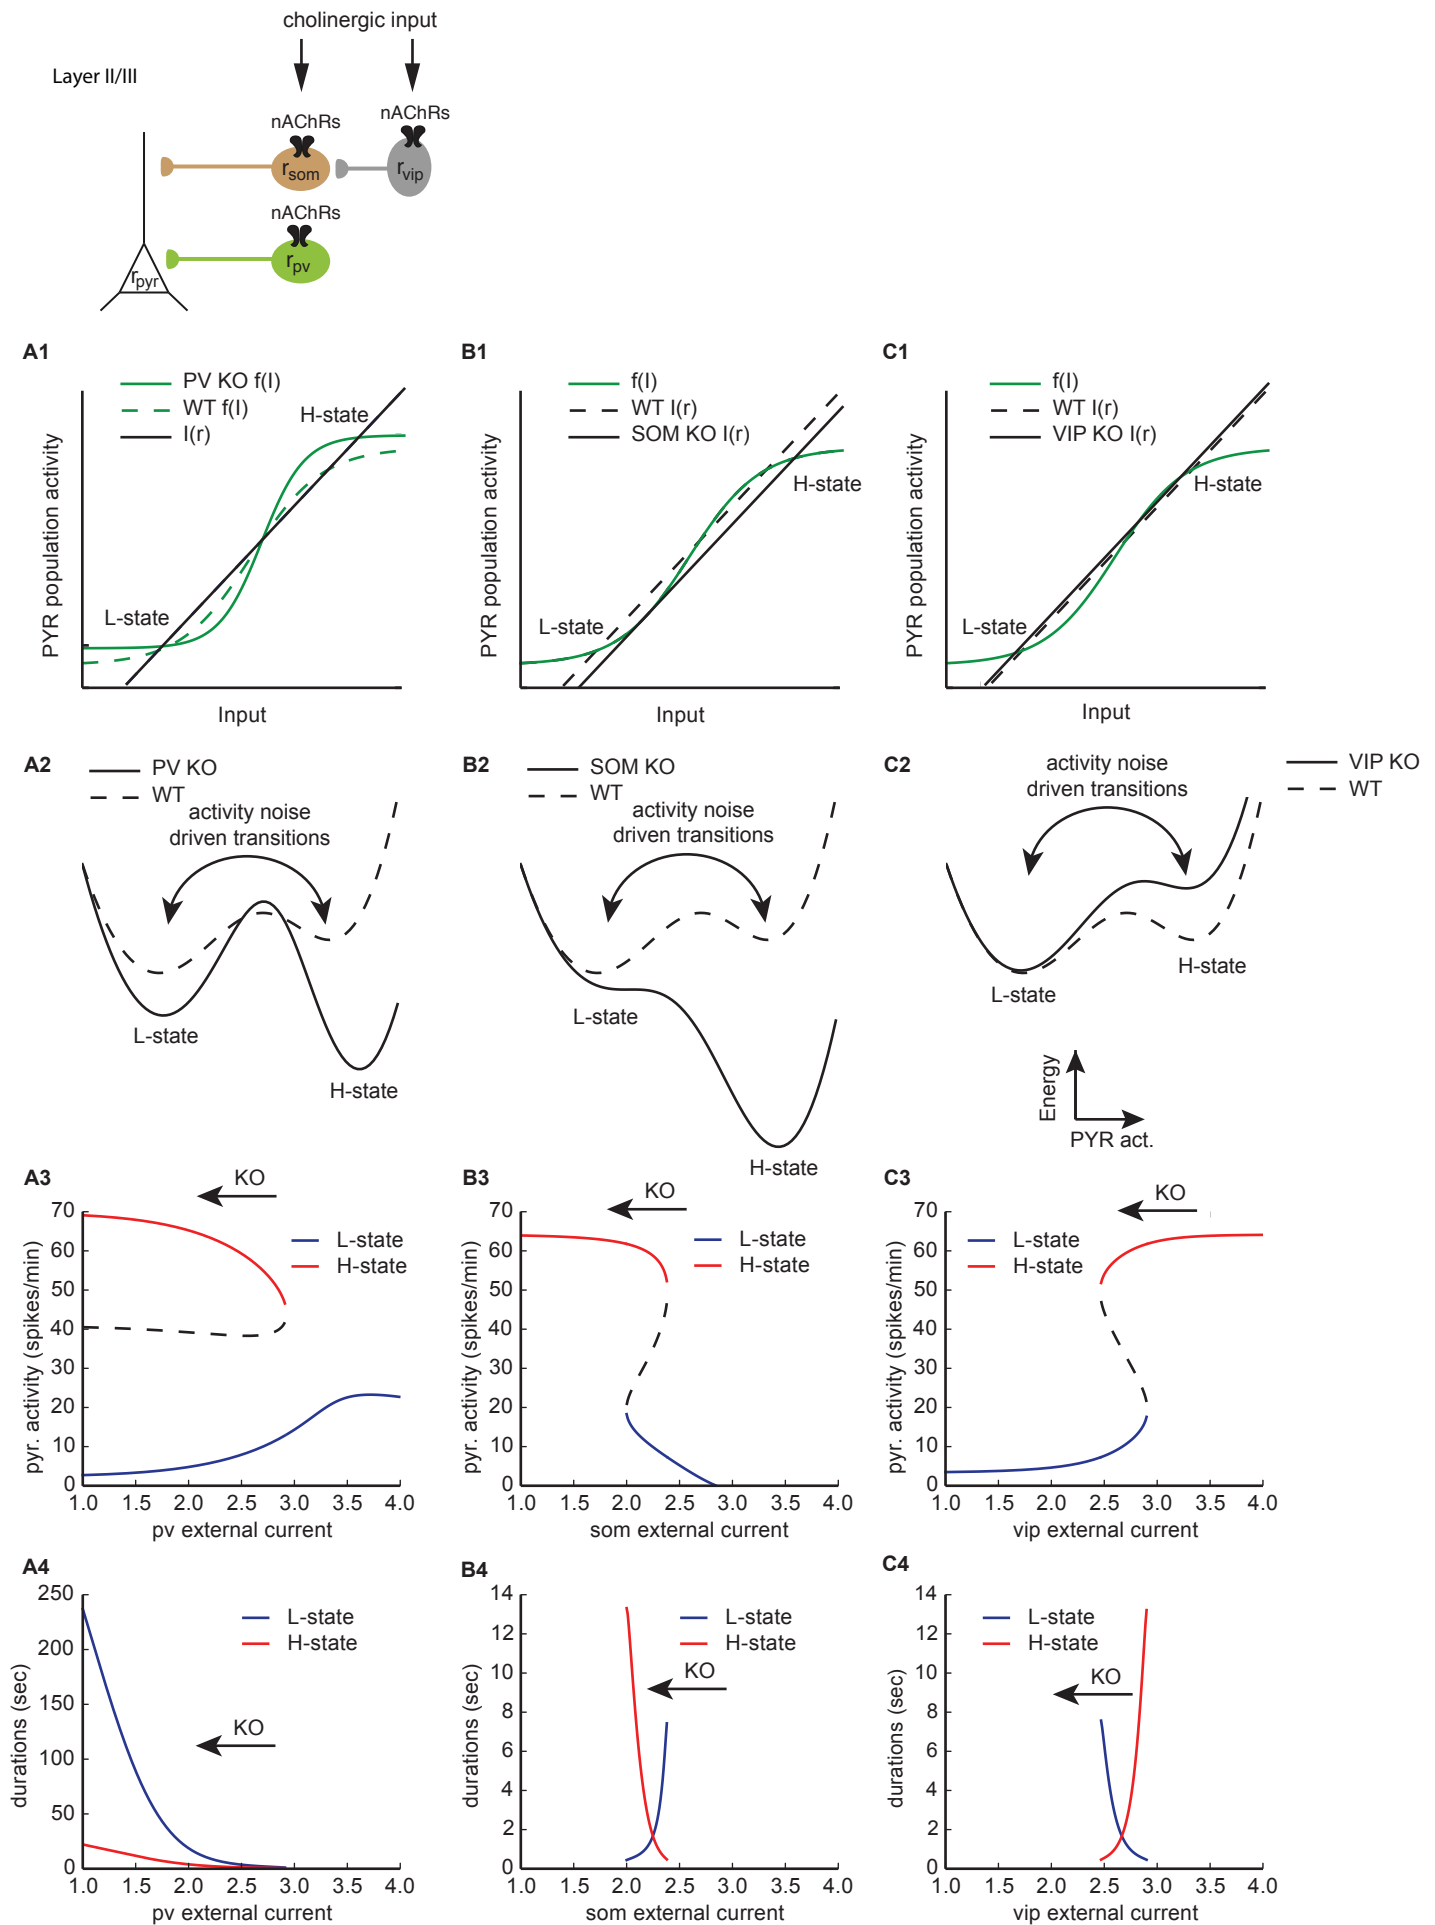 cholinergic input
Layer II/III
nAChRs
nAChRs
rsom
rvip
nAChRs
rpv
rpyr
A1
PV KO f(I)
WT f(I)
I(r)
H-state
L-state
PYR population activity
Input
B1
f(I)
WT I(r)
SOM KO I(r)
H-state
L-state
PYR population activity
Input
C1
f(I)
WT I(r)
VIP KO I(r)
H-state
L-state
PYR population activity
Input
A2
PV KO
WT
activity noise
driven transitions
L-state
H-state
B2
SOM KO
WT
activity noise
driven transitions
L-state
H-state
C2
activity noise
driven transitions
VIP KO
WT
L-state
H-state
Energy
PYR act.
A3
KO
L-state
H-state
pyr. activity (spikes/min)
70
60
50
40
30
20
10
0
1.0 1.5 2.0 2.5 3.0 3.5 4.0
pv external current
B3
KO
L-state
H-state
pyr. activity (spikes/min)
70
60
50
40
30
20
10
0
1.0 1.5 2.0 2.5 3.0 3.5 4.0
som external current
C3
KO
L-state
H-state
pyr. activity (spikes/min)
70
60
50
40
30
20
10
0
1.0 1.5 2.0 2.5 3.0 3.5 4.0
vip external current
A4
L-state
H-state
KO
durations (sec)
250
200
150
100
50
0
1.0 1.5 2.0 2.5 3.0 3.5 4.0
pv external current
B4
L-state
H-state
KO
durations (sec)
14
12
10
8
6
4
2
0
1.0 1.5 2.0 2.5 3.0 3.5 4.0
som external current
C4
L-state
H-state
KO
durations (sec)
14
12
10
8
6
4
2
0
1.0 1.5 2.0 2.5 3.0 3.5 4.0
vip external current